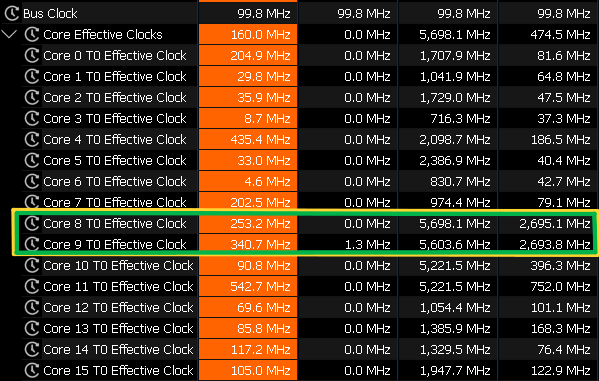 Bus Clock 99.8 MHz 99.8 MHz 99.8 MHz 99.8 MHz
Core Effective Clocks 160.0 MHz 0.0 MHz 5,698.1 MHz 474.5 MHz
Core 0 T0 Effective Clock 204.9 MHz 0.0 MHz 1,707.9 MHz 81.6 MHz
Core 1 T0 Effective Clock 29.8 MHz 0.0 MHz 1,041.9 MHz 64.8 MHz
Core 2 T0 Effective Clock 35.9 MHz 0.0 MHz 1,729.0 MHz 47.5 MHz
Core 3 T0 Effective Clock 8.7 MHz 0.0 MHz 716.3 MHz 37.3 MHz
Core 4 T0 Effective Clock 435.4 MHz 0.0 MHz 2,098.7 MHz 186.5 MHz
Core 5 T0 Effective Clock 33.0 MHz 0.0 MHz 2,386.9 MHz 40.4 MHz
Core 6 T0 Effective Clock 4.6 MHz 0.0 MHz 830.7 MHz 42.7 MHz
Core 7 T0 Effective Clock 202.5 MHz 0.0 MHz 974.4 MHz 79.1 MHz
Core 8 T0 Effective Clock 253.2 MHz 0.0 MHz 5,698.1 MHz 2,695.1 MHz
Core 9 T0 Effective Clock 340.7 MHz 1.3 MHz 5,603.6 MHz 2,693.8 MHz
Core 10 T0 Effective Clock 90.8 MHz 0.0 MHz 5,221.5 MHz 396.3 MHz
Core 11 T0 Effective Clock 542.7 MHz 0.0 MHz 5,221.5 MHz 752.0 MHz
Core 12 T0 Effective Clock 69.6 MHz 0.0 MHz 1,054.4 MHz 101.1 MHz
Core 13 T0 Effective Clock 85.8 MHz 0.0 MHz 1,385.9 MHz 168.3 MHz
Core 14 T0 Effective Clock 117.2 MHz 0.0 MHz 1,329.5 MHz 76.4 MHz
Core 15 T0 Effective Clock 105.0 MHz 0.0 MHz 1,947.7 MHz 122.9 MHz